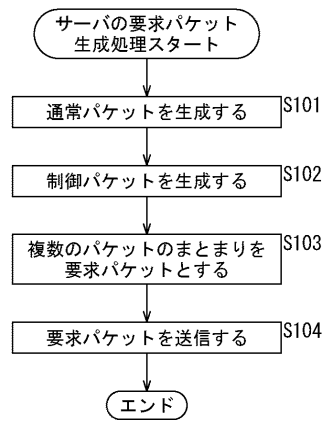 サーバの要求パケット
生成処理スタート
通常パケットを生成する
S101
制御パケットを生成する
S102
複数のパケットのまとまりを
要求パケットとする
S103
要求パケットを送信する
S104
エンド